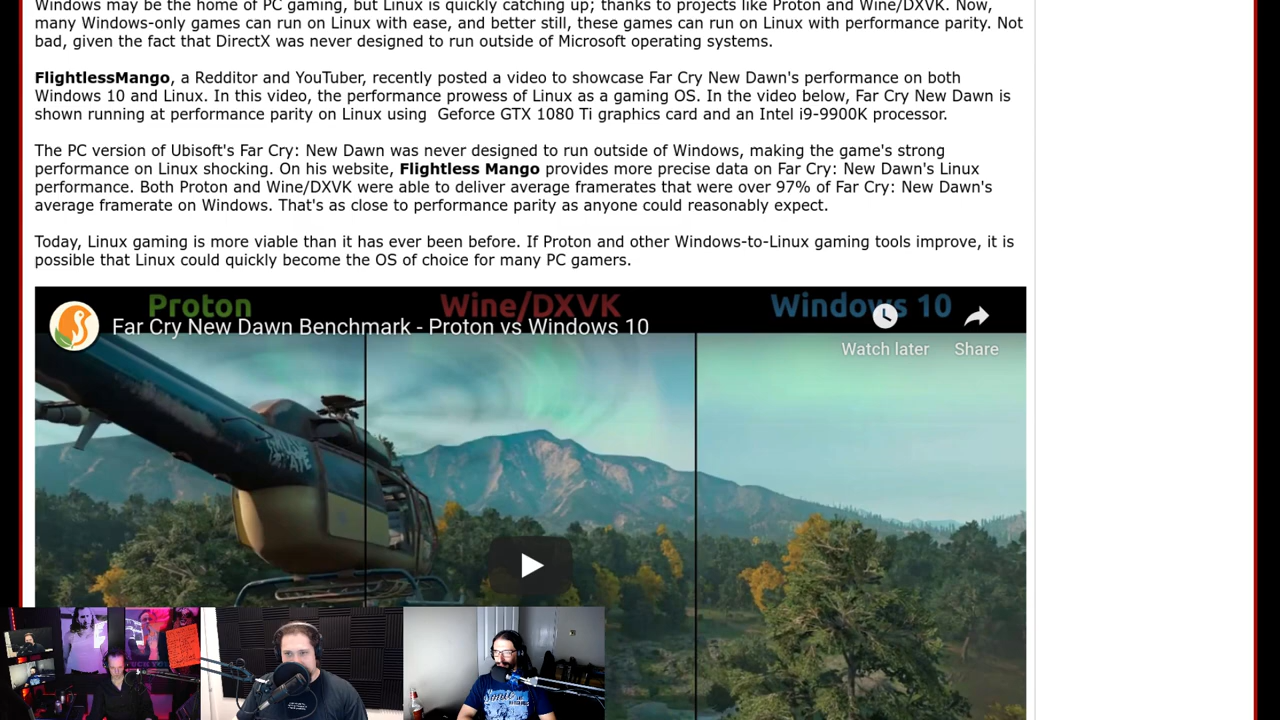 Windows may be the home of PC gaming, but Linux is quickly catching up; thanks to projects like Proton and Wine/DXVK. Now,
many Windows-only games can run on Linux with ease, and better still, these games can run on Linux with performance parity. Not
bad, given the fact that DirectX was never designed to run outside of Microsoft operating systems.
FlightlessMango, a Redditor and YouTuber, recently posted a video to showcase Far Cry New Dawn's performance on both
Windows 10 and Linux. In this video, the performance prowess of Linux as a gaming OS. In the video below, Far Cry New Dawn is
shown running at performance parity on Linux using  Geforce GTX 1080 Ti graphics card and an Intel i9-9900K processor.
The PC version of Ubisoft's Far Cry: New Dawn was never designed to run outside of Windows, making the game's strong
performance on Linux shocking. On his website, Flightless Mango provides more precise data on Far Cry: New Dawn's Linux
performance. Both Proton and Wine/DXVK were able to deliver average framerates that were over 97% of Far Cry: New Dawn's
average framerate on Windows. That's as close to performance parity as anyone could reasonably expect.
Today, Linux gaming is more viable than it has ever been before. If Proton and other Windows-to-Linux gaming tools improve, it is
possible that Linux could quickly become the OS of choice for many PC gamers.
Proton Wine/DXVK Windows 10
Far Cry New Dawn Benchmark - Proton vs Windows 10
Watch later Share